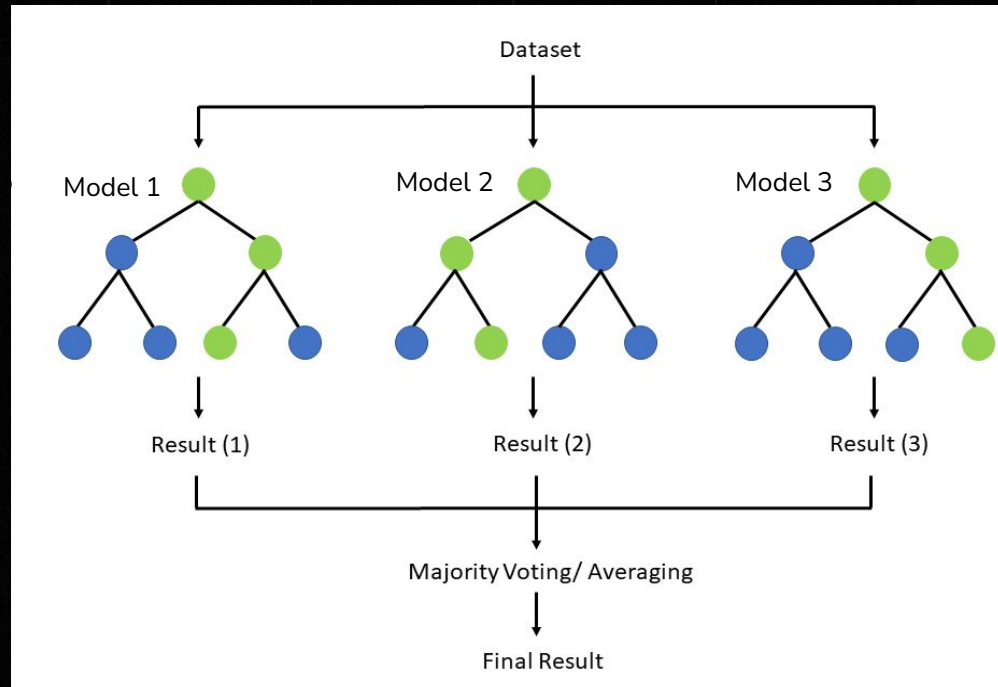 Dataset
Model 1
Model 2
Model 3
Result (1)
Result (2)
Result (3)
Majority Voting/ Averaging
Final Result